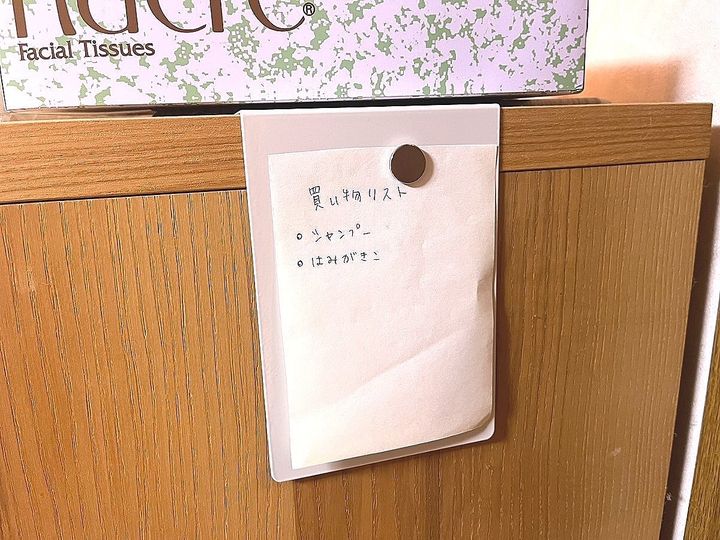 Facial Tissues
買い物リスト
○ シャンプー
○ はみがきこ